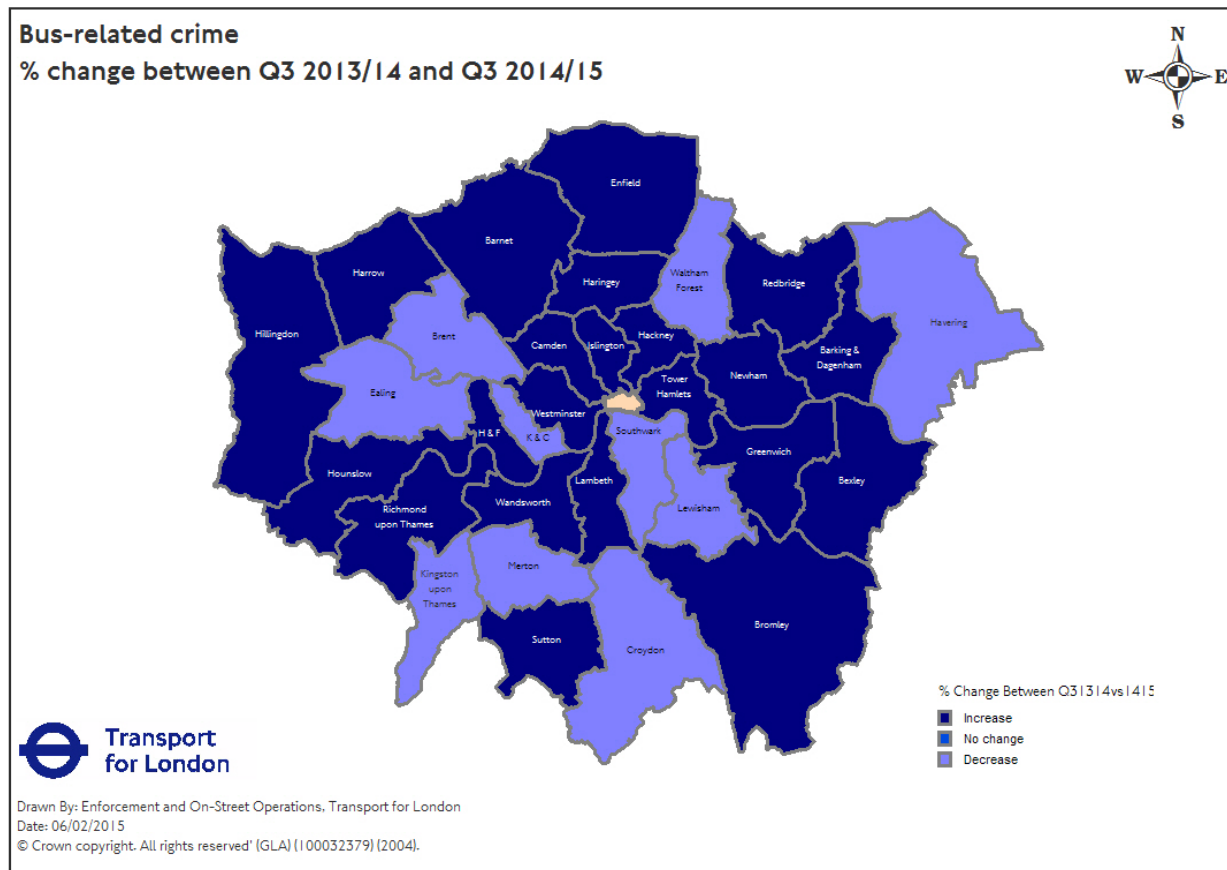 Bus-related crime
% change between Q3 2013/14 and Q3 2014/15
N
W
E
S
Enfield
Barnet
Harrow
Haringey
Waltham
Forest
Redbridge
Havering
Hillingdon
Brent
Camden
Islington
Hackney
Barking &
Dagenham
Newham
Tower
Hamlets
Ealing
Westminster
H & F
K & C
Southwark
Greenwich
Hounslow
Bexley
Lambeth
Wandsworth
Richmond
upon Thames
Lewisham
Merton
Kingston
upon
Thames
Bromley
Sutton
Croydon
% Change Between Q31314vs1415
Increase
No change
Decrease
Transport
for London
Drawn By: Enforcement and On-Street Operations, Transport for London
Date: 06/02/2015
© Crown copyright. All rights reserved' (GLA) (100032379) (2004).